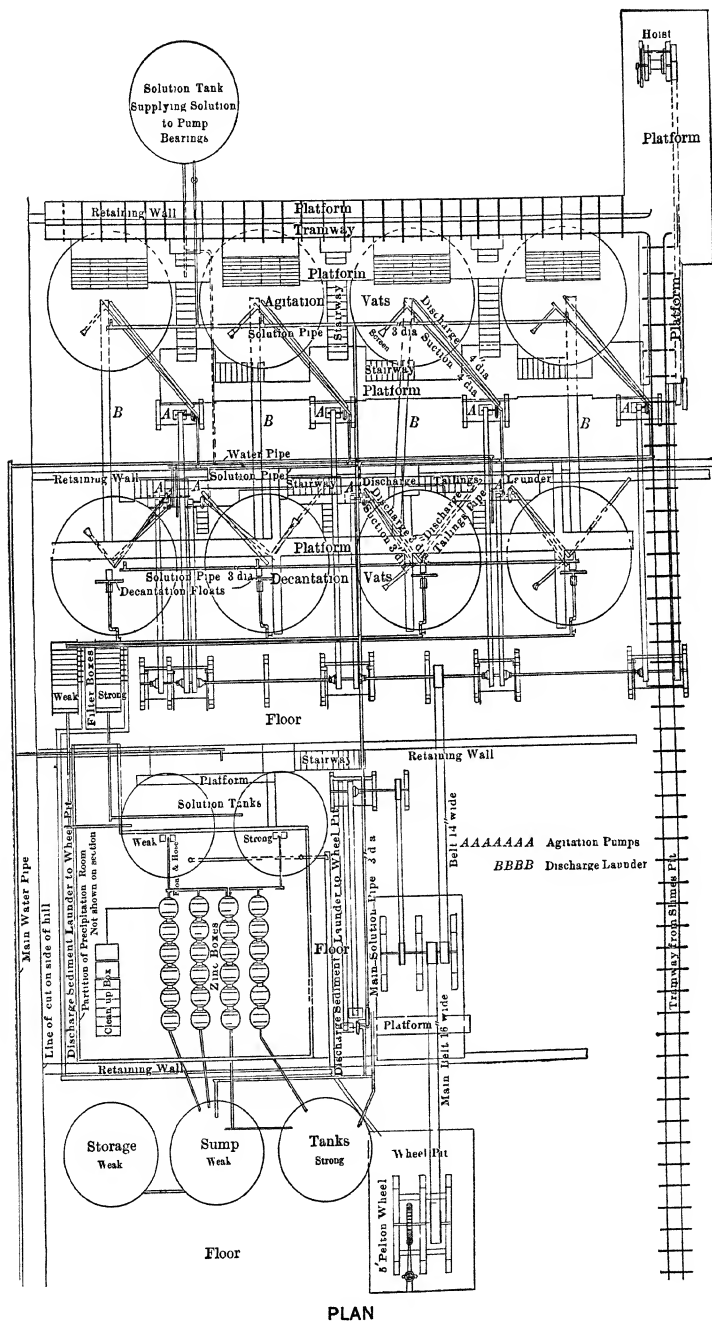 Hoist
Solution Tank
Supplying Solution
to Pump
Bearings
Platform
Retaining Wall
Platform
Tramway
Platform
Platform
Agitation
Vats
Stairway
Solution Pipe
3 dia
Screen
Discharge
4" dia
Suction
4 dia
Stairway
Platform
A
A
A
A
B
B
B
B
Water Pipe
Retaining Wall
Solution Pipe
Stairway
Discharge
Tailings
Launder
A
A
A
A
Discharge
Suction 3" d
Discharge
Tailings Pipe
Platform
Solution Pipe 3" dia
Decantation
Vats
Decantation Floats
Weak
Filter Boxes
Strong
Floor
Retaining Wall
Stairway
Platform
Solution Tanks
Weak
Strong
Float & Hose
Belt 14" wide
AAAAAAA Agitation Pumps
BBBB Discharge Launder
Main Water Pipe
Line of cut on side of hill
Discharge Sediment Launder to Wheel Pit
Partition of Precipitation Room
Not shown on section
Clean up Box
Zinc Boxes
Floor
Discharge Sediment Launder to Wheel Pit
Main Solution Pipe 3 d a
Platform
Main Belt 16 wide
Tramway from Slimes Pit
Retaining Wall
Storage
Weak
Sump
Weak
Tanks
Strong
Wheel Pit
5' Pelton Wheel
Floor
PLAN